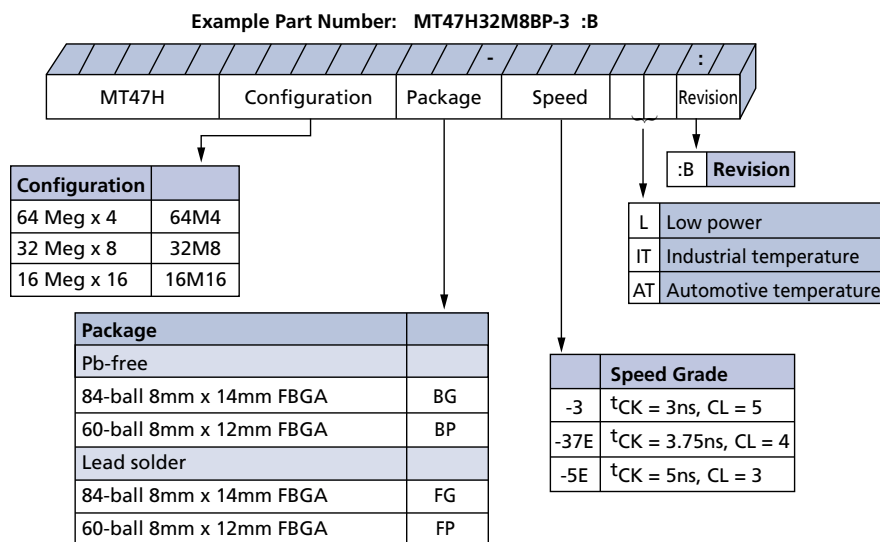 Example Part Number: MT47H32M8BP-3 :B
- :
MT47H Configuration Package Speed Revision
:B Revision
Configuration
64 Meg x 4 64M4
32 Meg x 8 32M8
16 Meg x 16 16M16
L Low power
IT Industrial temperature
AT Automotive temperature
Package
Pb-free
84-ball 8mm x 14mm FBGA BG
60-ball 8mm x 12mm FBGA BP
Lead solder
84-ball 8mm x 14mm FBGA FG
60-ball 8mm x 12mm FBGA FP
Speed Grade
-3 tCK = 3ns, CL = 5
-37E tCK = 3.75ns, CL = 4
-5E tCK = 5ns, CL = 3